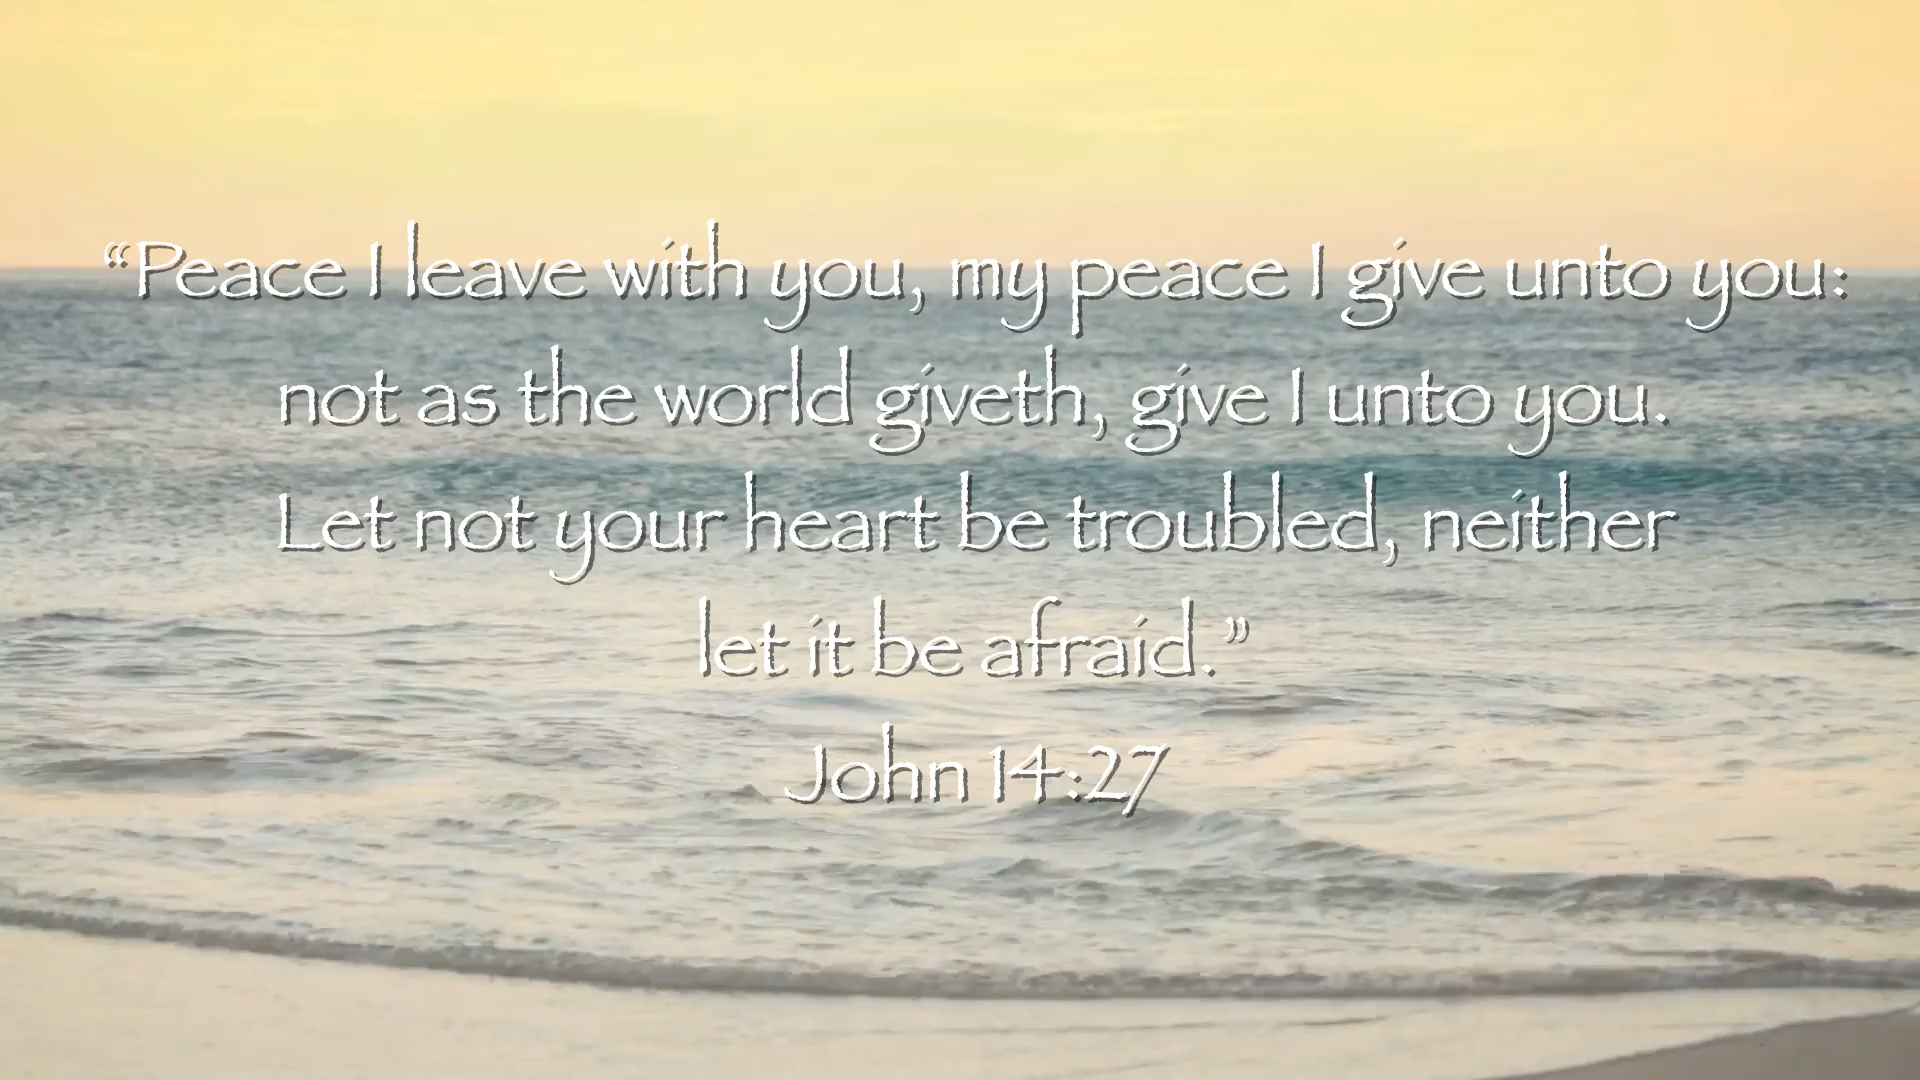 “Peace I leave with you, my peace I give unto you:
not as the world giveth, give I unto you.
Let not your heart be troubled, neither
let it be afraid.”
John 14:27